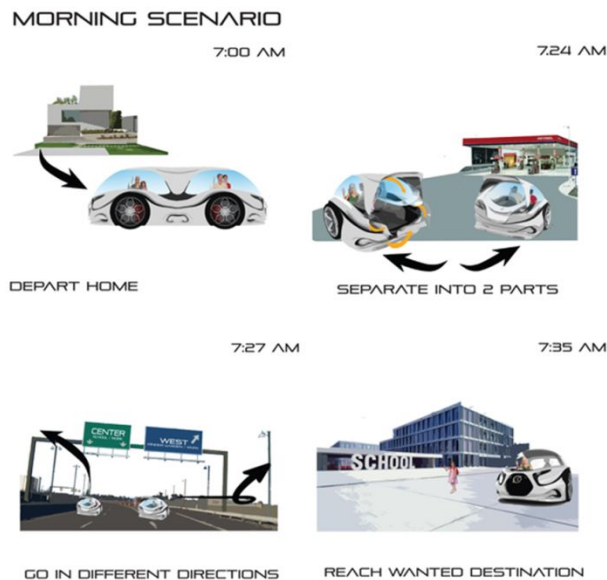 MORNING SCENARIO
7:00 AM
7.24 AM
DEPART HOME
SEPARATE INTO 2 PARTS
7:27 AM
7:35 AM
CENTER
WEST
SCHOOL
GO IN DIFFERENT DIRECTIONS
REACH WANTED DESTINATION